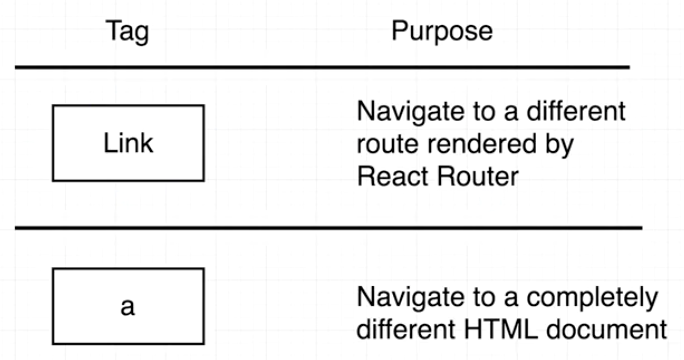 Tag Purpose
Link
Navigate to a different
route rendered by
React Router
a
Navigate to a completely
different HTML document